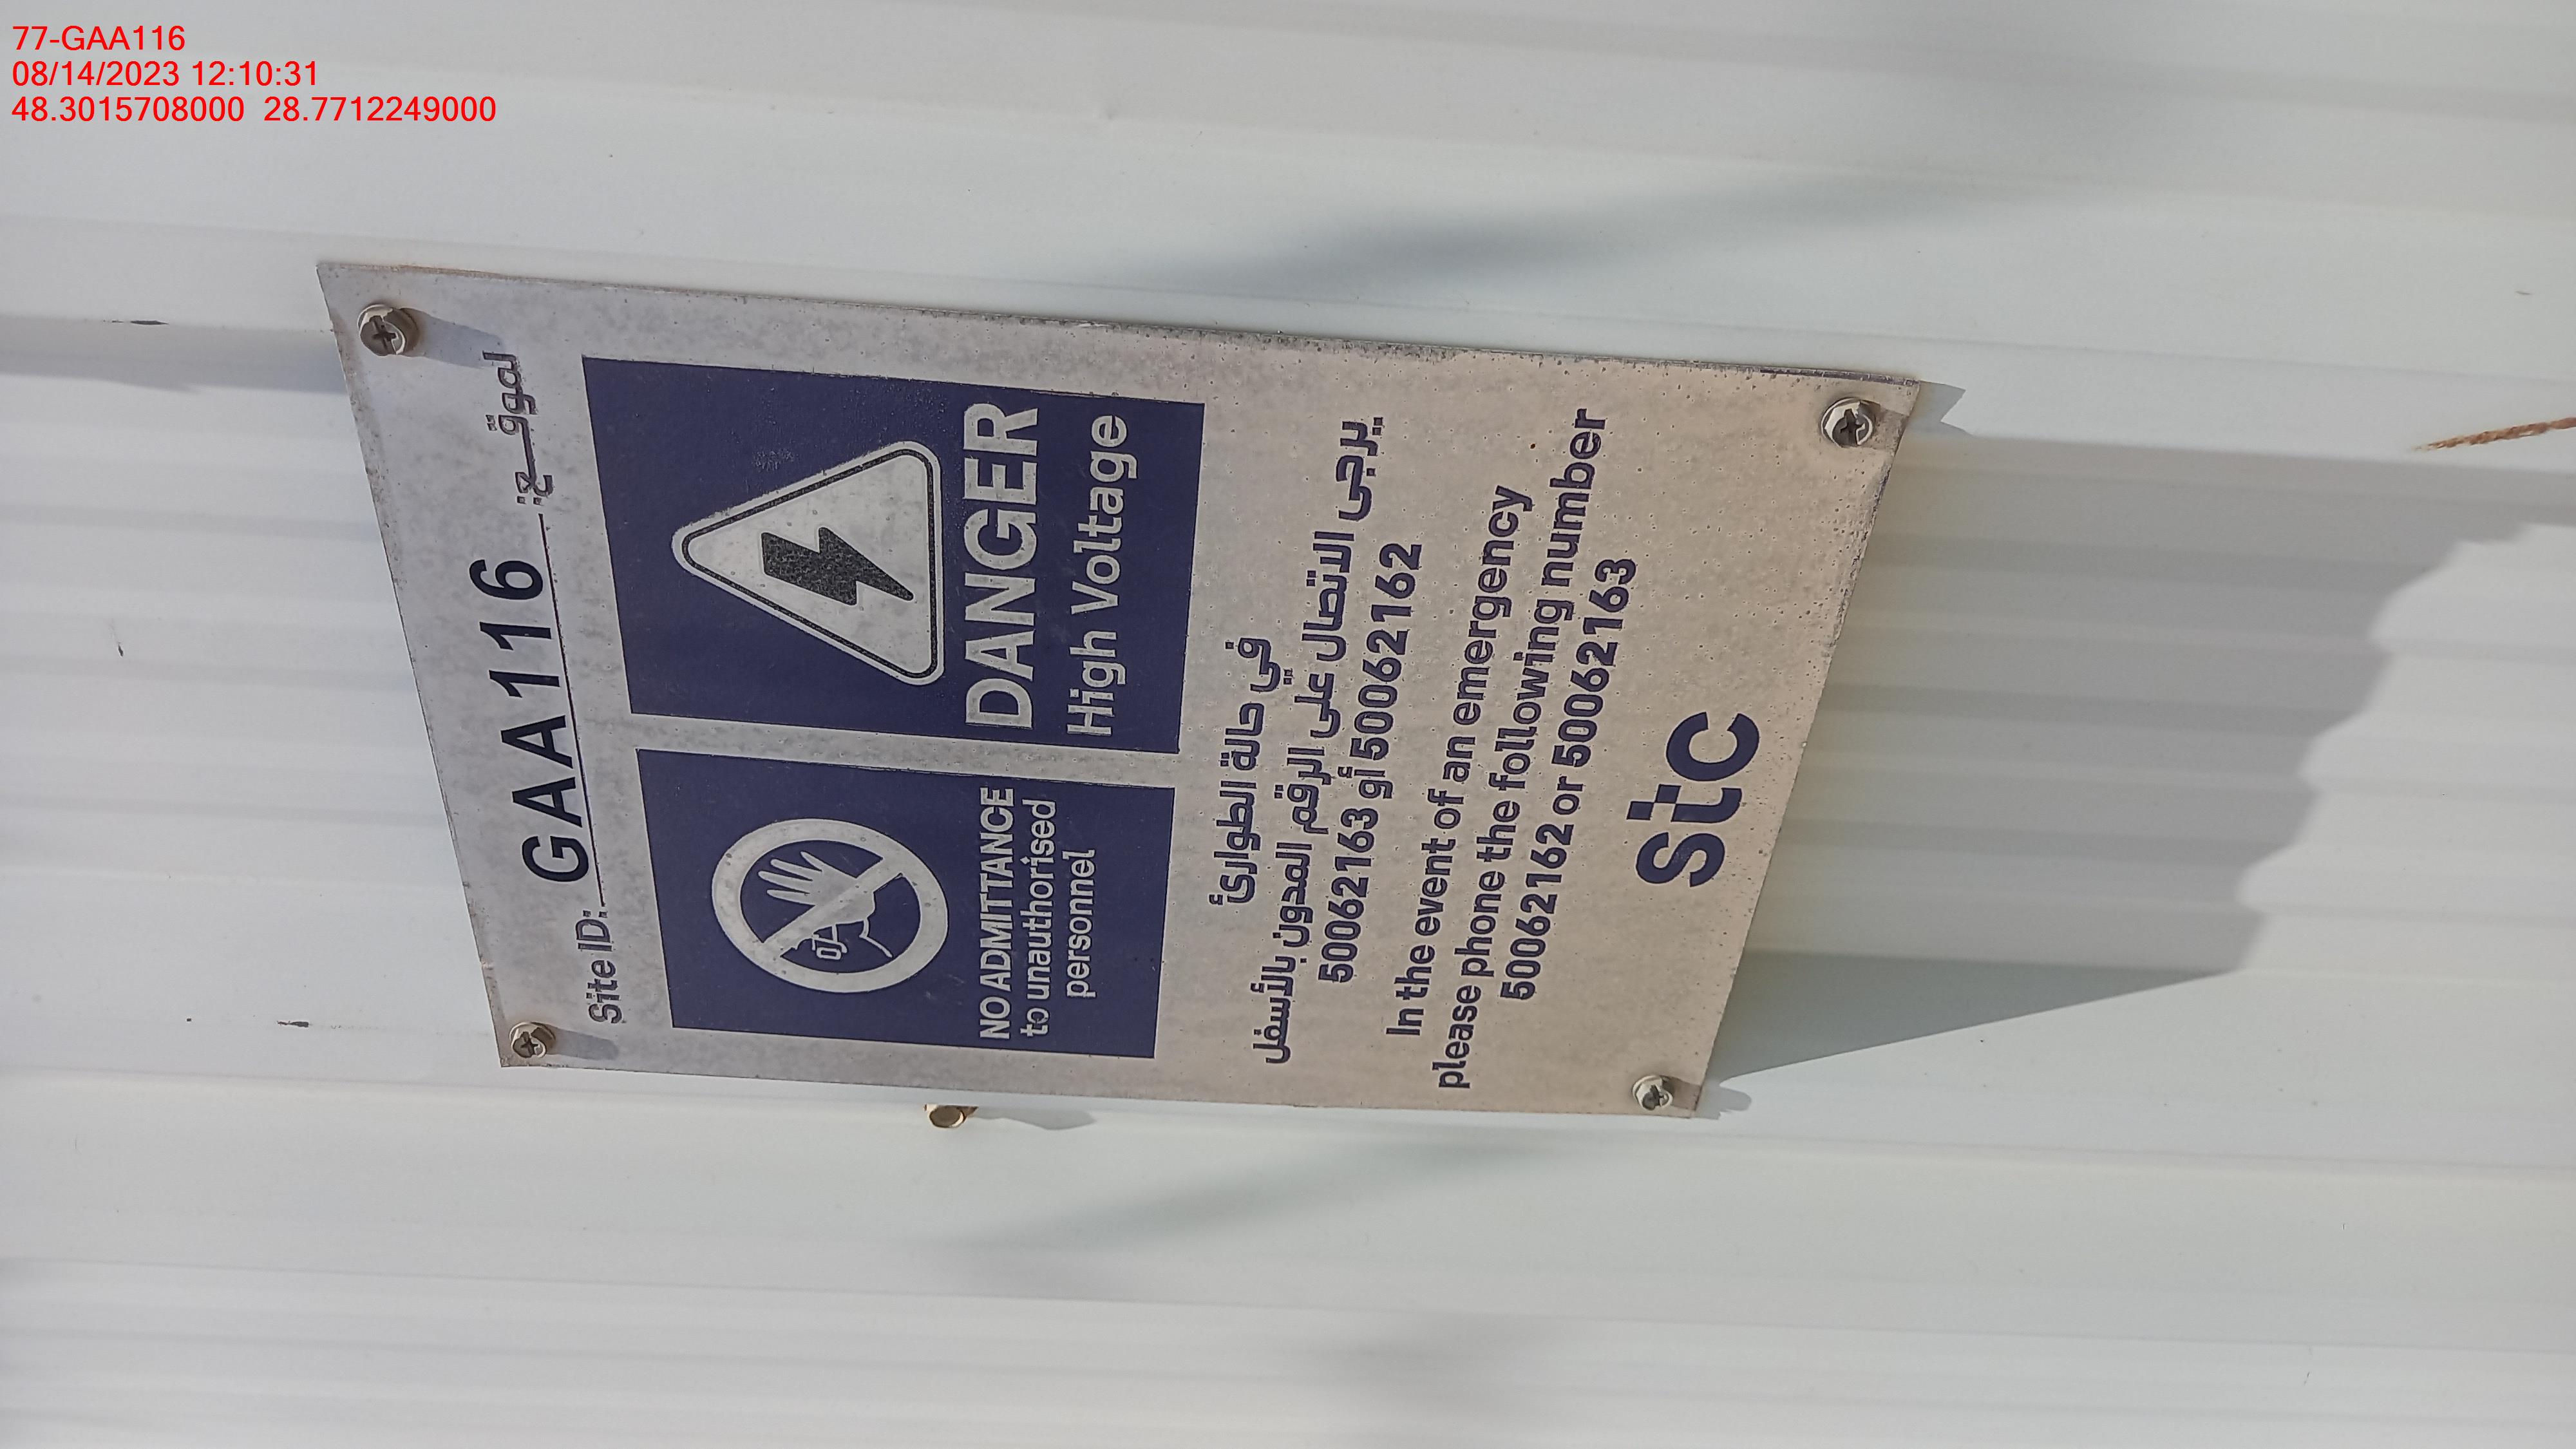 77-GAA116
08/14/2023 12:10:31
48.3015708000 28.7712249000
Site ID: GAA116 لموقــع:
NO ADMITTANCE
to unauthorised
personnel
DANGER
High Voltage
في حالة الطوارئ
يرجى الاتصال على الرقم المدون بالأسفل
50062163 أو 50062162
In the event of an emergency
please phone the following number
50062162 or 50062163
stc